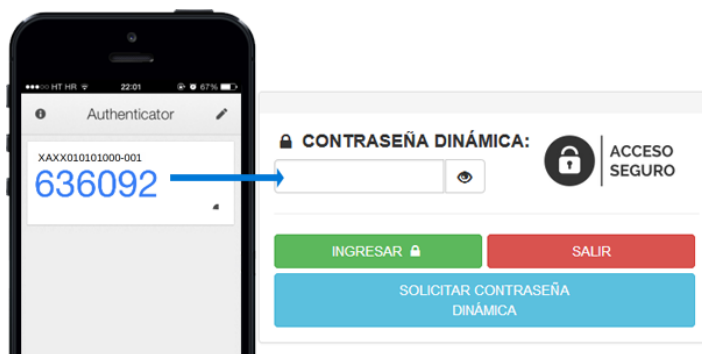 ●●●○○ HT HR 22:01 67%
Authenticator
XAXX010101000-001
636092
CONTRASEÑA DINÁMICA:
ACCESO
SEGURO
INGRESAR
SALIR
SOLICITAR CONTRASEÑA
DINÁMICA